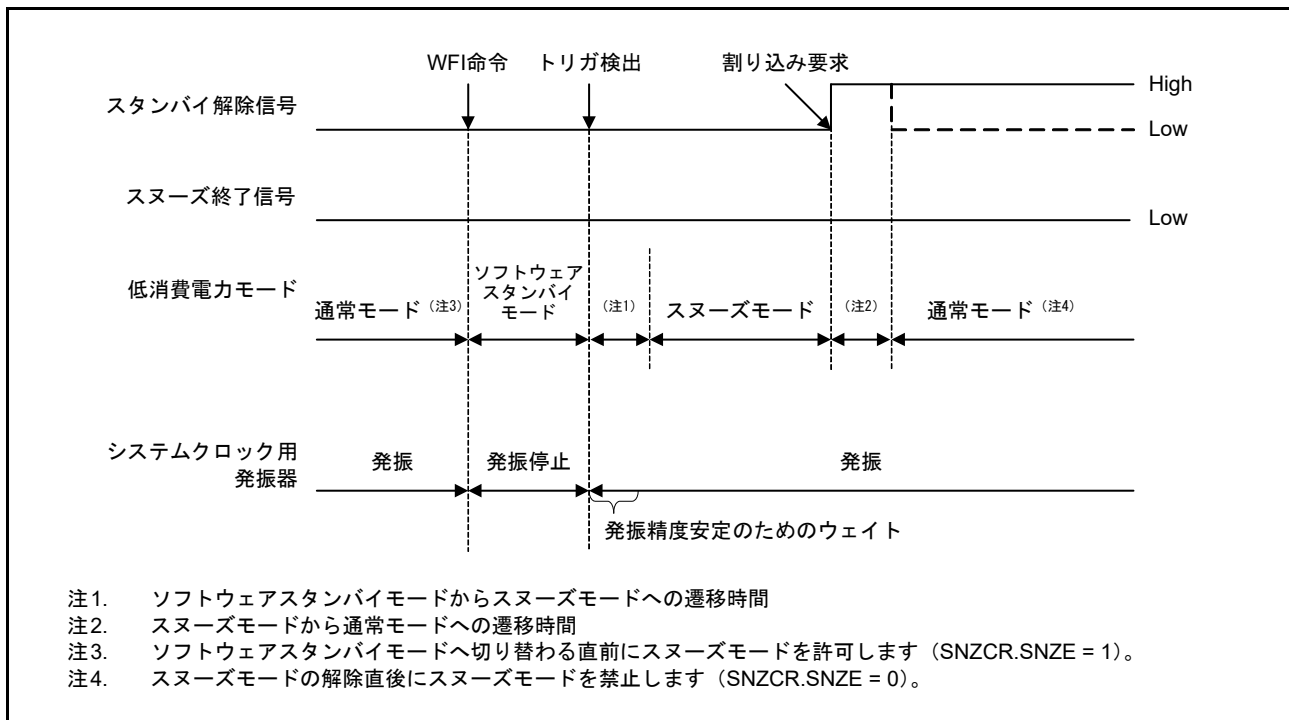 WFI命令 トリガ検出 割り込み要求
スタンバイ解除信号
High
Low
スヌーズ終了信号
Low
低消費電力モード
通常モード（注3）
ソフトウェア
スタンバイ
モード
（注1）
スヌーズモード
（注2）
通常モード（注4）
システムクロック用
発振器
発振
発振停止
発振
発振精度安定のためのウェイト
注1. ソフトウェアスタンバイモードからスヌーズモードへの遷移時間
注2. スヌーズモードから通常モードへの遷移時間
注3. ソフトウェアスタンバイモードへ切り替わる直前にスヌーズモードを許可します（SNZCR.SNZE = 1）。
注4. スヌーズモードの解除直後にスヌーズモードを禁止します（SNZCR.SNZE = 0）。